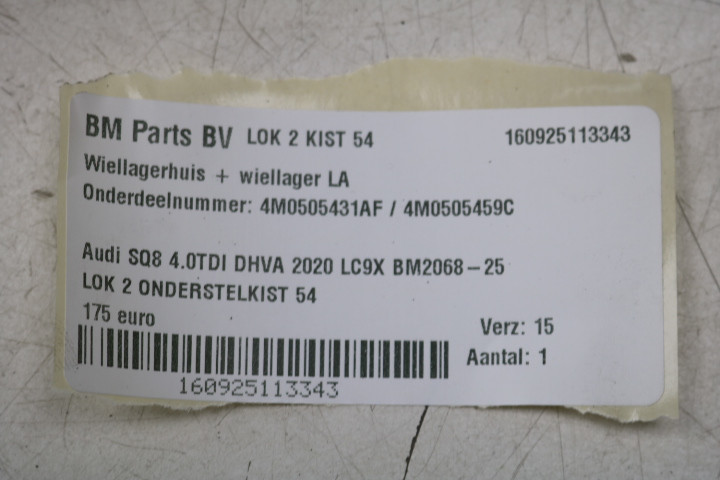 BM Parts BV LOK 2 KIST 54 160925113343
Wiellagerhuis + wiellager LA
Onderdeelnummer: 4M0505431AF / 4M0505459C
Audi SQ8 4.0TDI DHVA 2020 LC9X BM2068-25
LOK 2 ONDERSTELKIST 54
175 euro
Verz: 15
Aantal: 1
160925113343